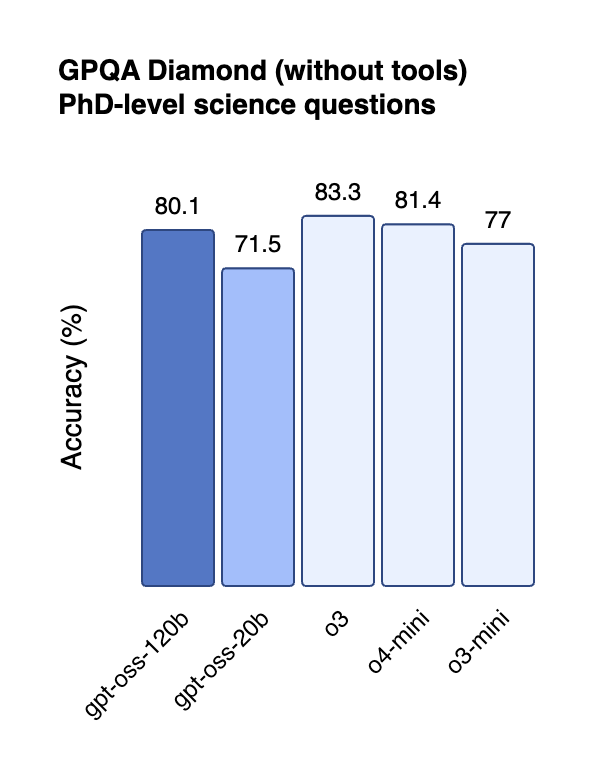 GPQA Diamond (without tools)
PhD-level science questions
Accuracy (%)
80.1
71.5
83.3
81.4
77
gpt-oss-120b
gpt-oss-20b
o3
o4-mini
o3-mini